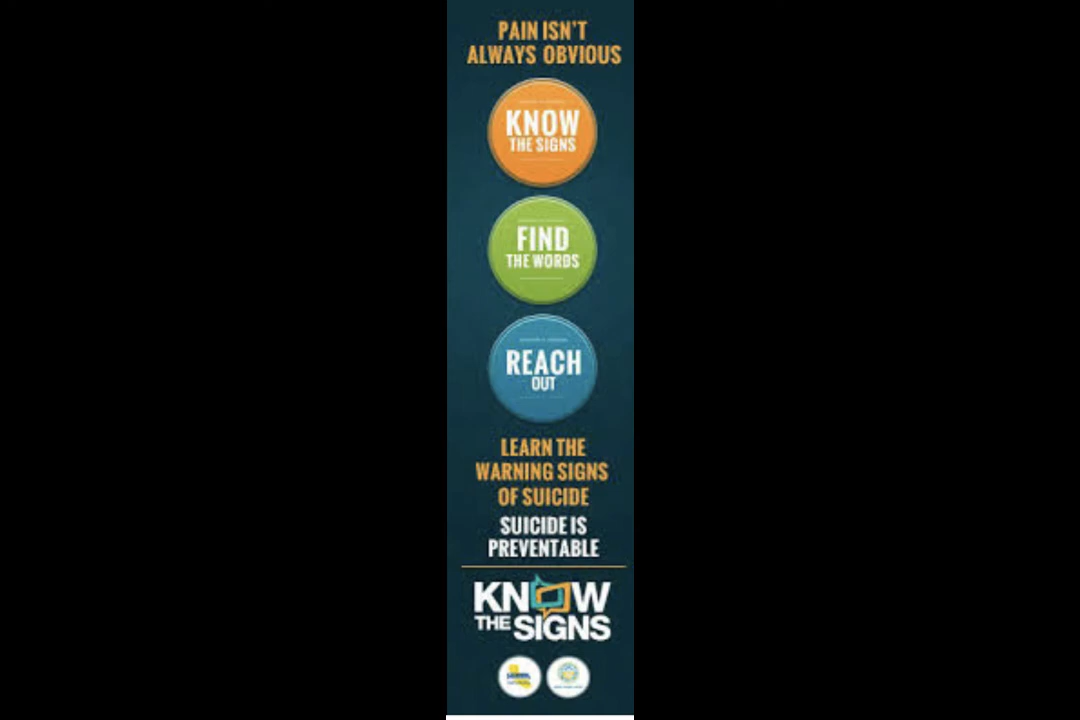 PAIN ISN'T
ALWAYS OBVIOUS
KNOW
THE SIGNS
FIND
THE WORDS
REACH
OUT
LEARN THE
WARNING SIGNS
OF SUICIDE
SUICIDE IS
PREVENTABLE
KNOW
THE SIGNS